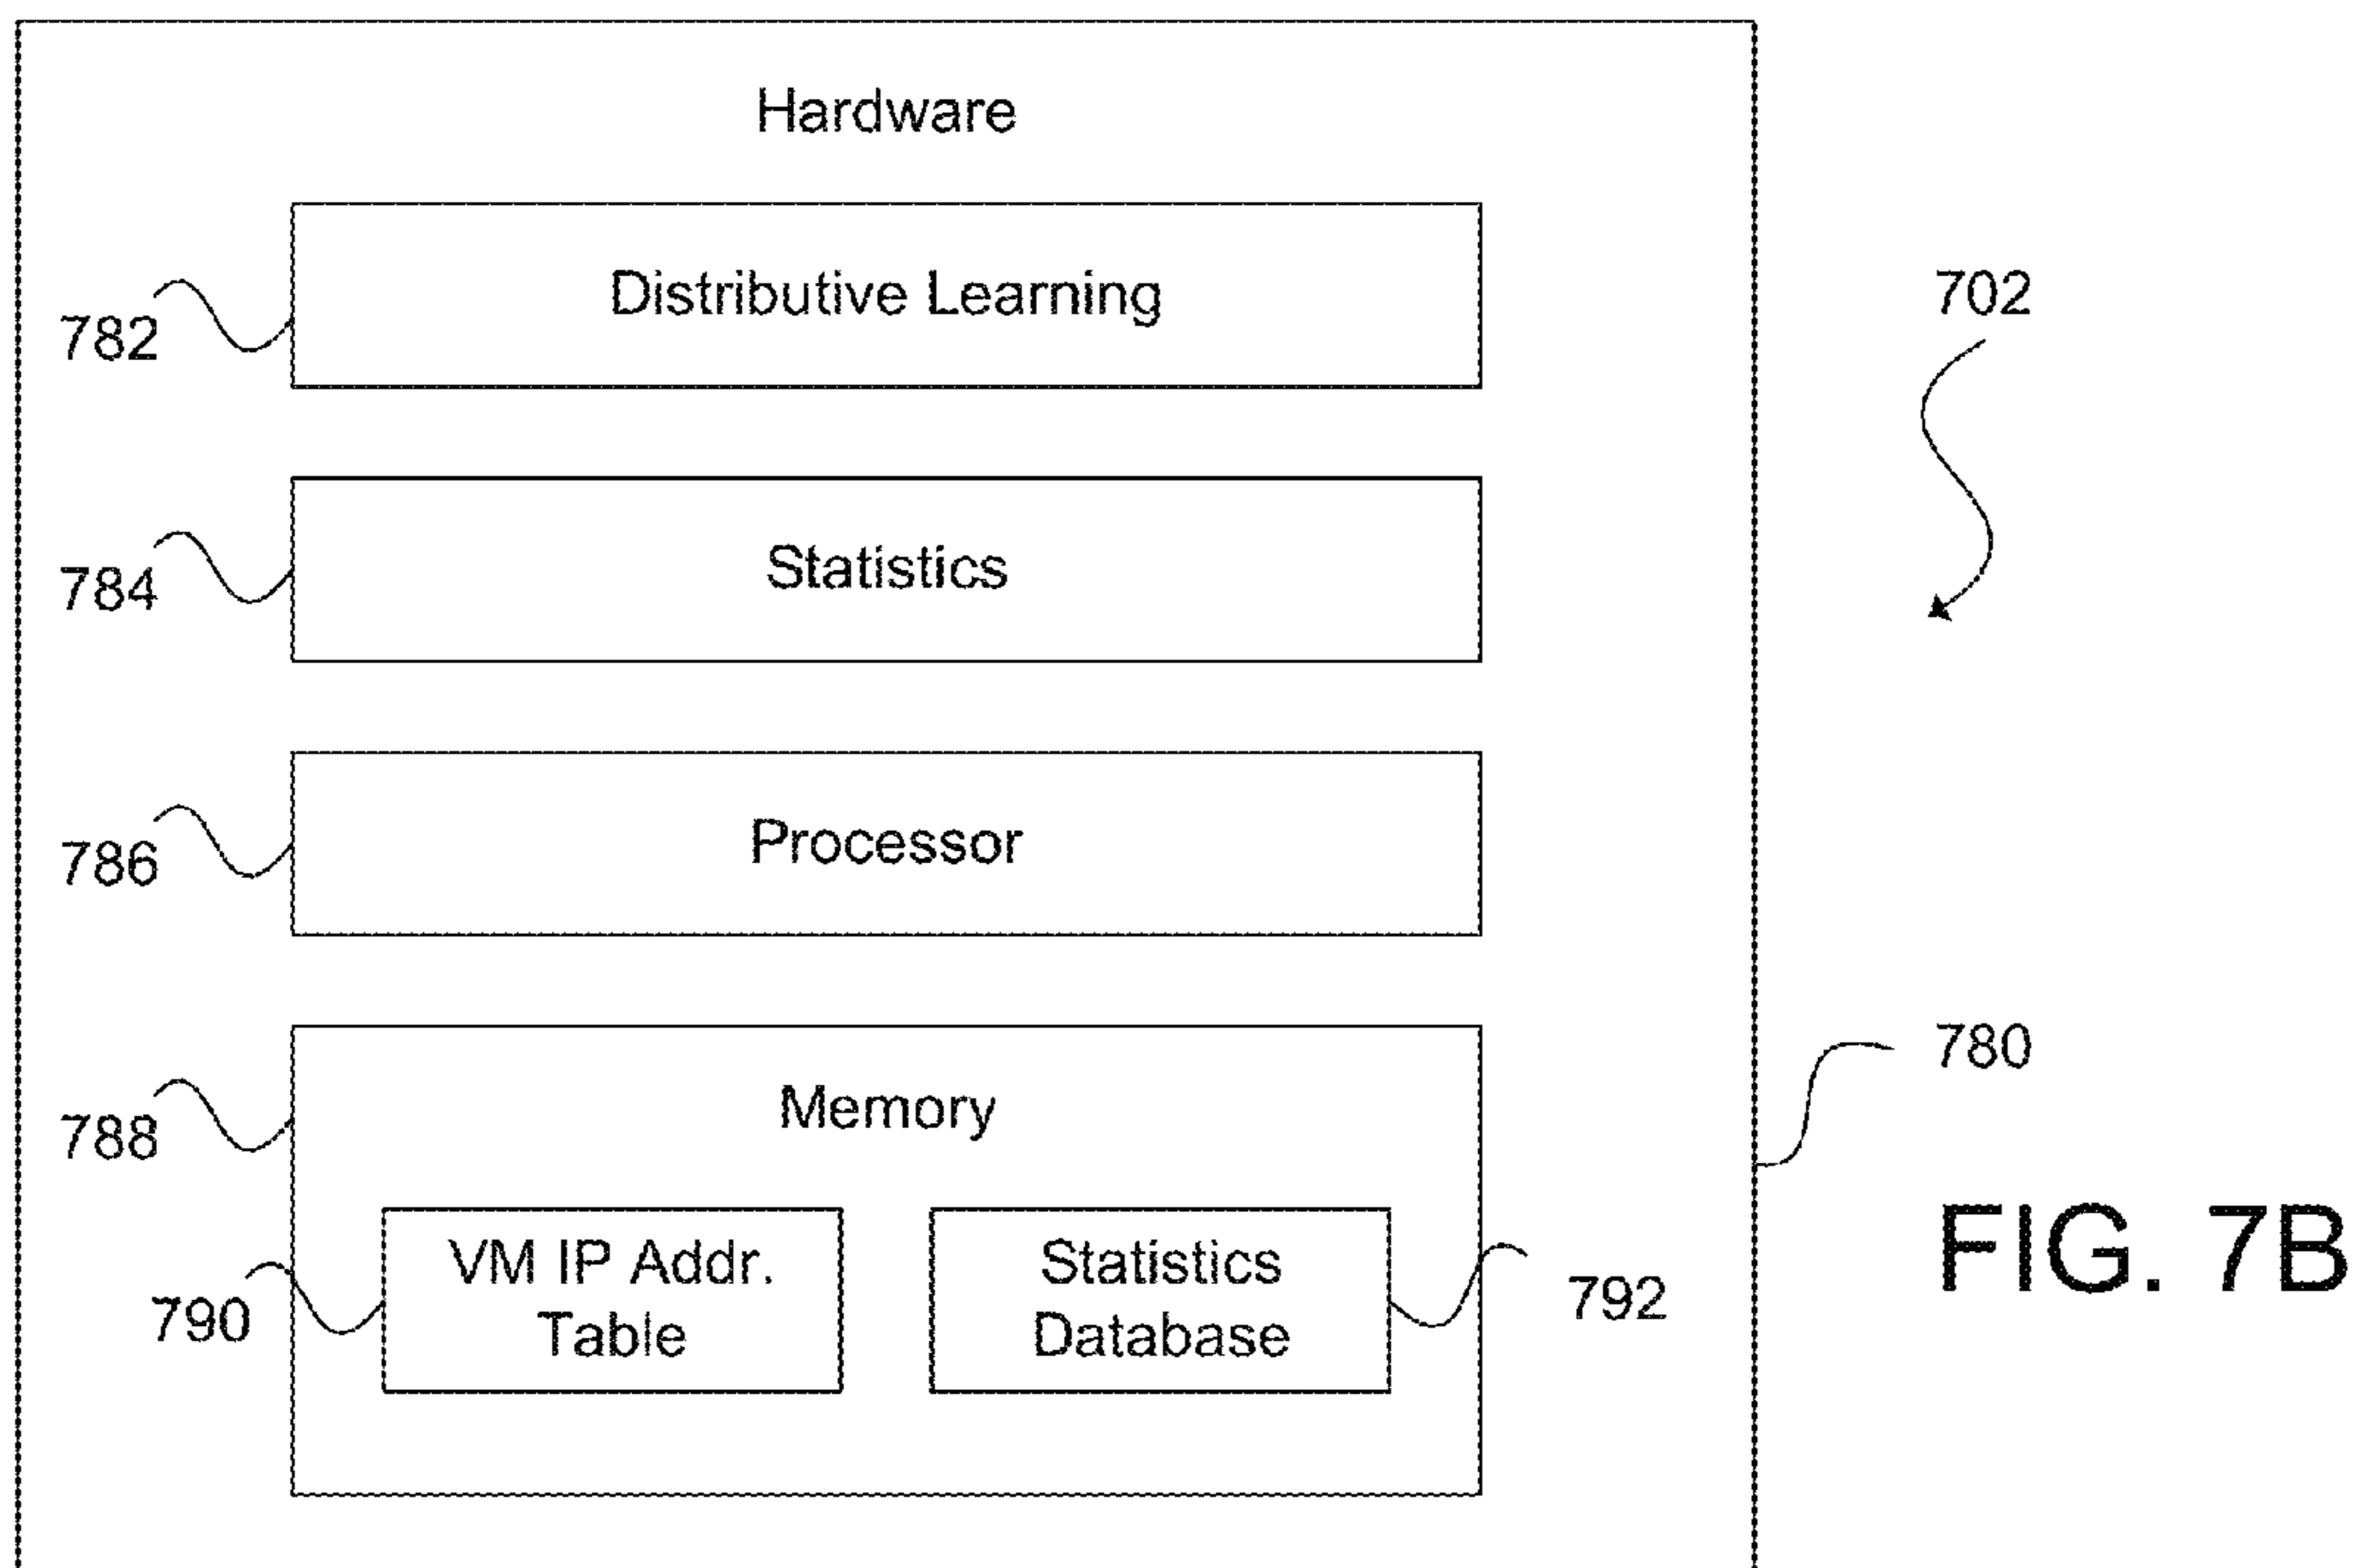 Hardware
Distributive Learning
782
702
Statistics
784
Processor
786
780
Memory
788
VM IP Addr.
Table
790
Statistics
Database
792
FIG. 7B